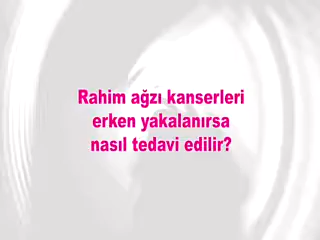 Rahim ağzı kanserleri
erken yakalanırsa
nasıl tedavi edilir?